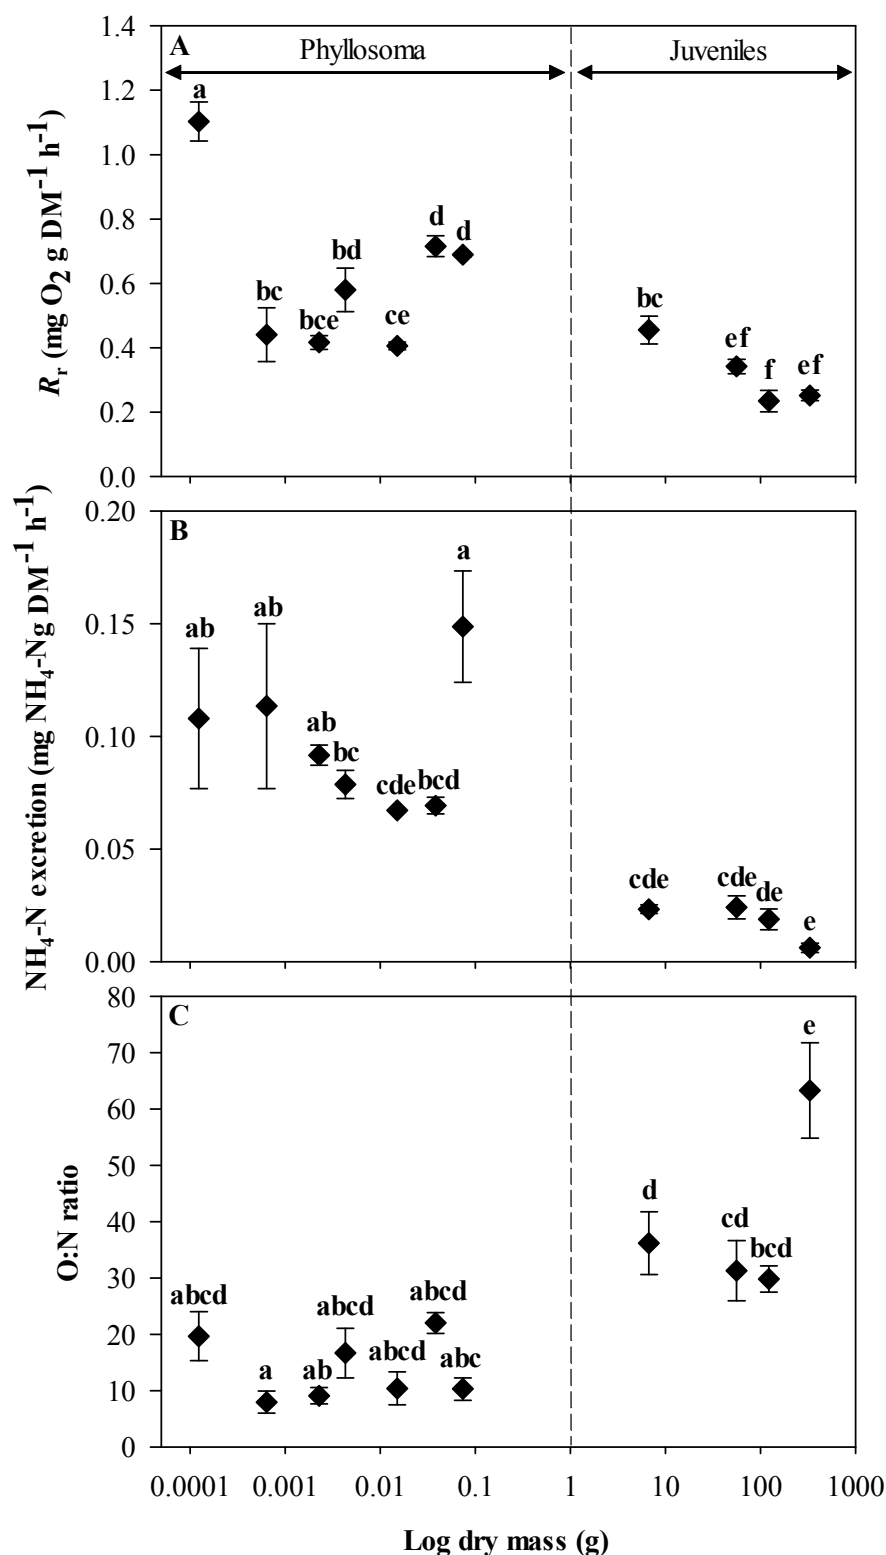 1.4
A
Phyllosoma
Juveniles
1.2
a
1.0
0.8
d
d
bd
0.6
bc
bce
ce
bc
ef
f
ef
0.4
0.2
0.0
Rr (mg O2 g DM-1 h-1)
0.20
B
a
0.15
ab
ab
ab
bc
cde
bcd
0.10
0.05
cde
cde
de
e
0.00
NH4-N excretion (mg NH4-Ng DM-1 h-1)
80
C
e
70
60
50
40
d
cd
bcd
30
abcd
a
ab
abcd
abcd
abcd
abc
20
10
0
O:N ratio
0.0001 0.001 0.01 0.1 1 10 100 1000
Log dry mass (g)